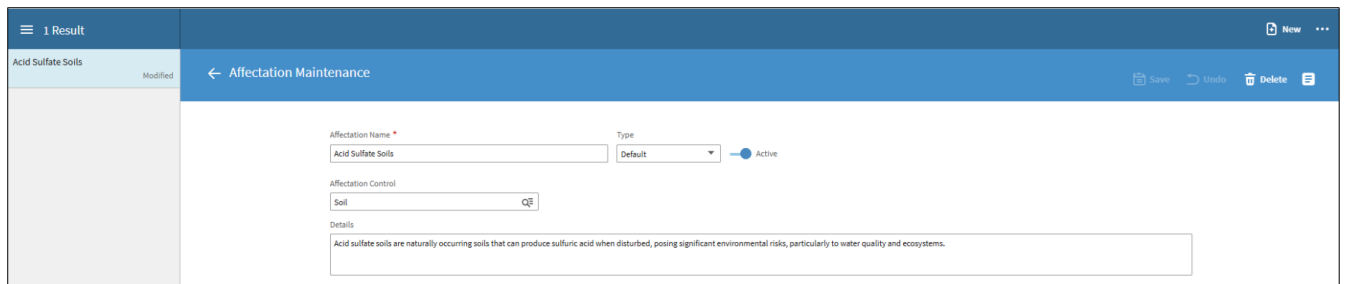 1 Result
New
Acid Sulfate Soils
Modified
Affectation Maintenance
Save Undo Delete
Affectation Name * Type
Acid Sulfate Soils Default Active
Affectation Control
Soil
Details
Acid sulfate soils are naturally occurring soils that can produce sulfuric acid when disturbed, posing significant environmental risks, particularly to water quality and ecosystems.